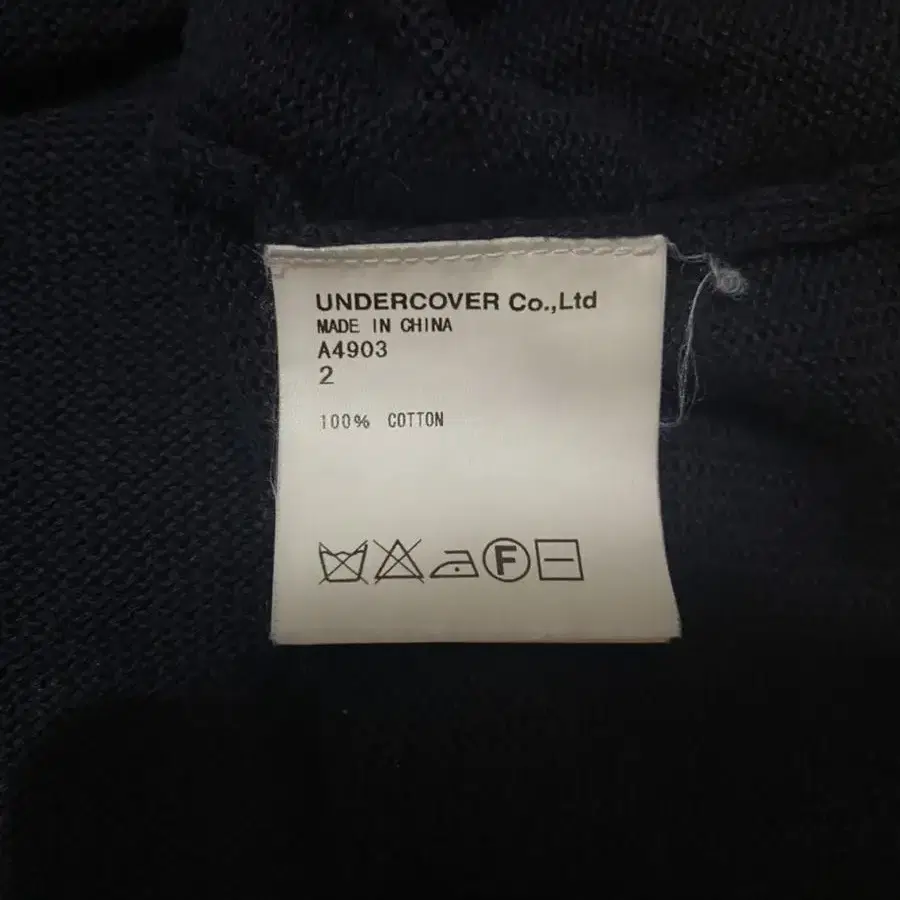 UNDERCOVER Co.,Ltd
MADE IN CHINA
A4903
2
100% COTTON
F